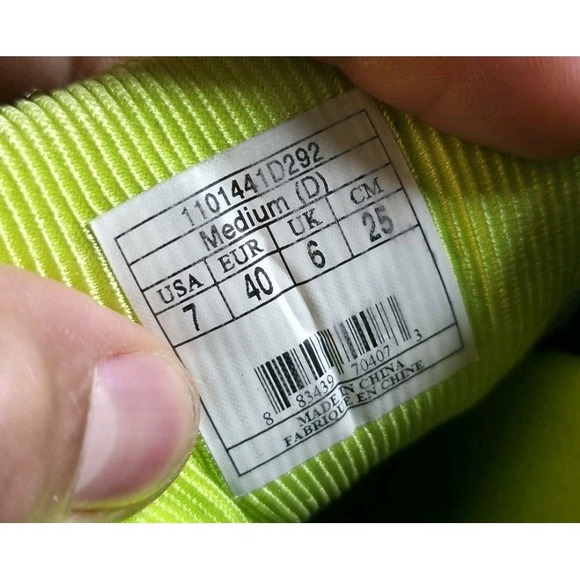 1101441D292
Medium (D)
USA EUR UK CM
7 40 6 25
8 83439 70407 3
MADE IN CHINA
FABRIQUE EN CHINE